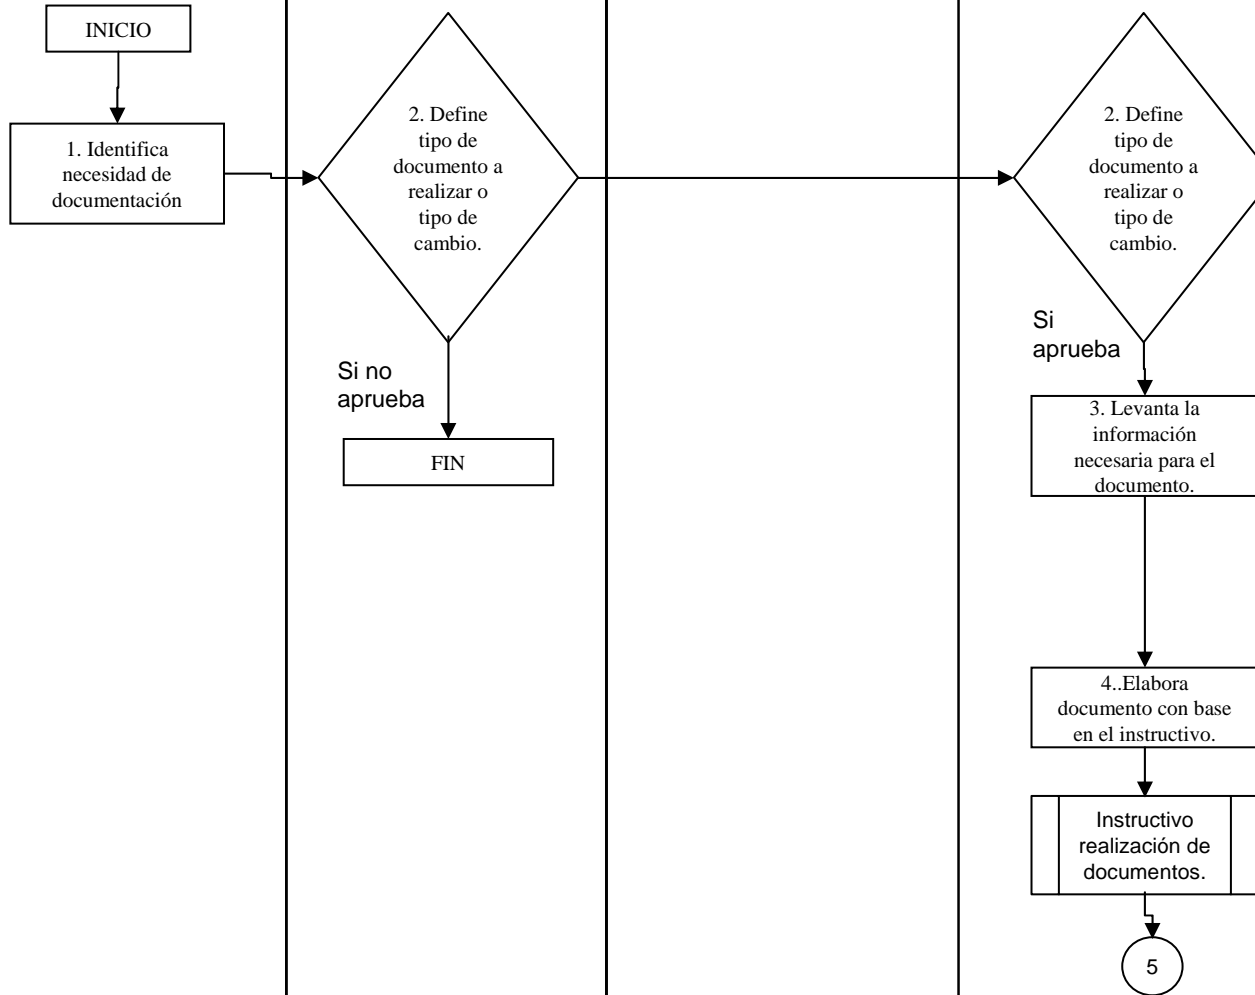 INICIO
1. Identifica
necesidad de
documentación
2. Define
tipo de
documento a
realizar o
tipo de
cambio.
Si no
aprueba
FIN
2. Define
tipo de
documento a
realizar o
tipo de
cambio.
Si
aprueba
3. Levanta la
información
necesaria para el
documento.
4..Elabora
documento con base
en el instructivo.
Instructivo
realización de
documentos.
5